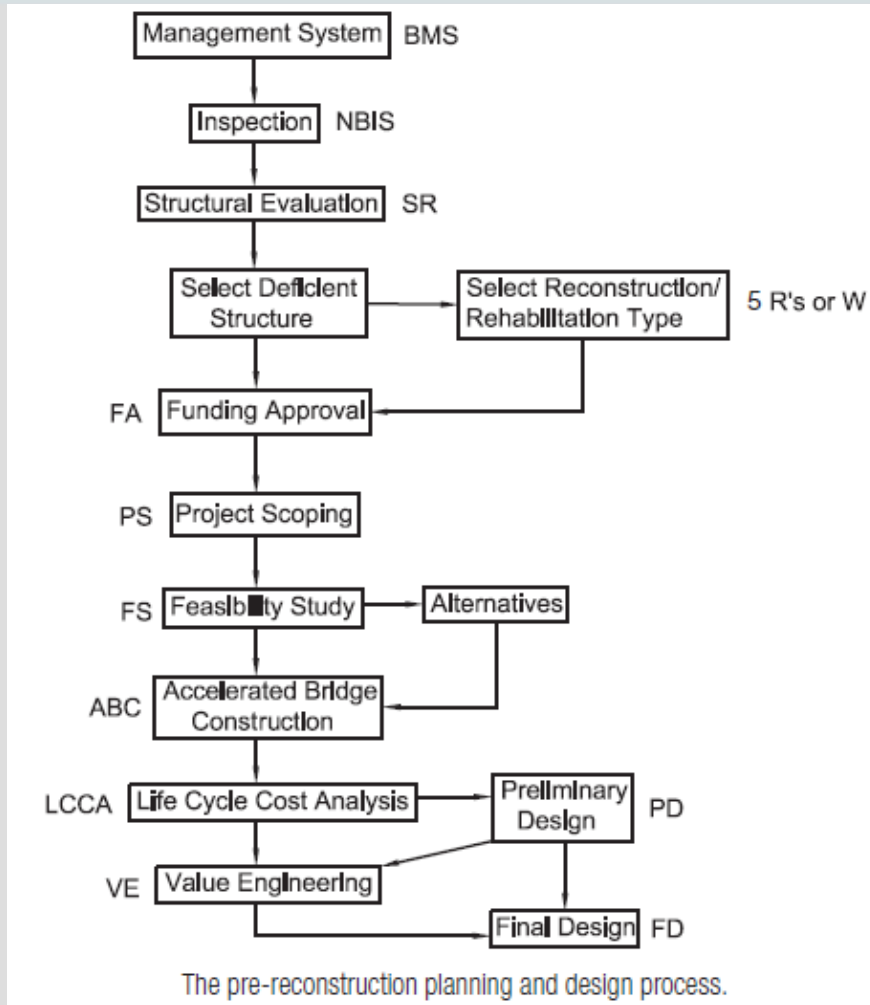 Management System BMS
Inspection NBIS
Structural Evaluation SR
Select Deficient
Structure
Select Reconstruction/
Rehabilitation Type
5 R's or W
FA Funding Approval
PS Project Scoping
FS Feasibility Study
Alternatives
ABC
Accelerated Bridge
Construction
LCCA Life Cycle Cost Analysis
Preliminary
Design
PD
VE Value Engineering
Final Design FD
The pre-reconstruction planning and design process.